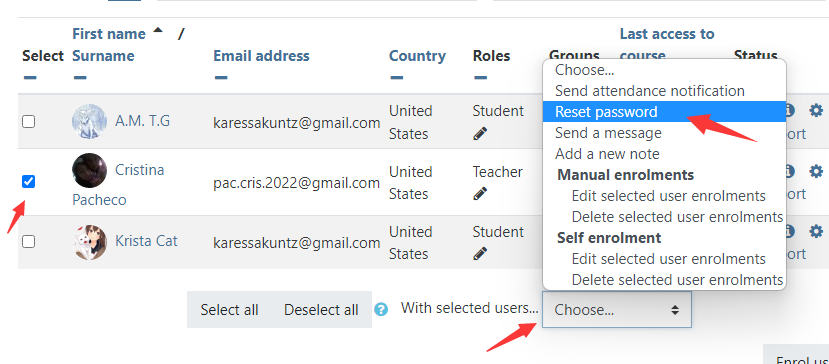 First name / Surname
Select
Email address
Country
Roles
Groups
Last access to course
Status
A.M. T.G
karessakuntz@gmail.com
United States
Student
Cristina Pacheco
pac.cris.2022@gmail.com
United States
Teacher
Krista Cat
karessakuntz@gmail.com
United States
Student
Choose...
Send attendance notification
Reset password
Send a message
Add a new note
Manual enrolments
Edit selected user enrolments
Delete selected user enrolments
Self enrolment
Edit selected user enrolments
Delete selected user enrolments
ort
ort
ort
Select all
Deselect all
With selected users...
Choose...
Enrol us